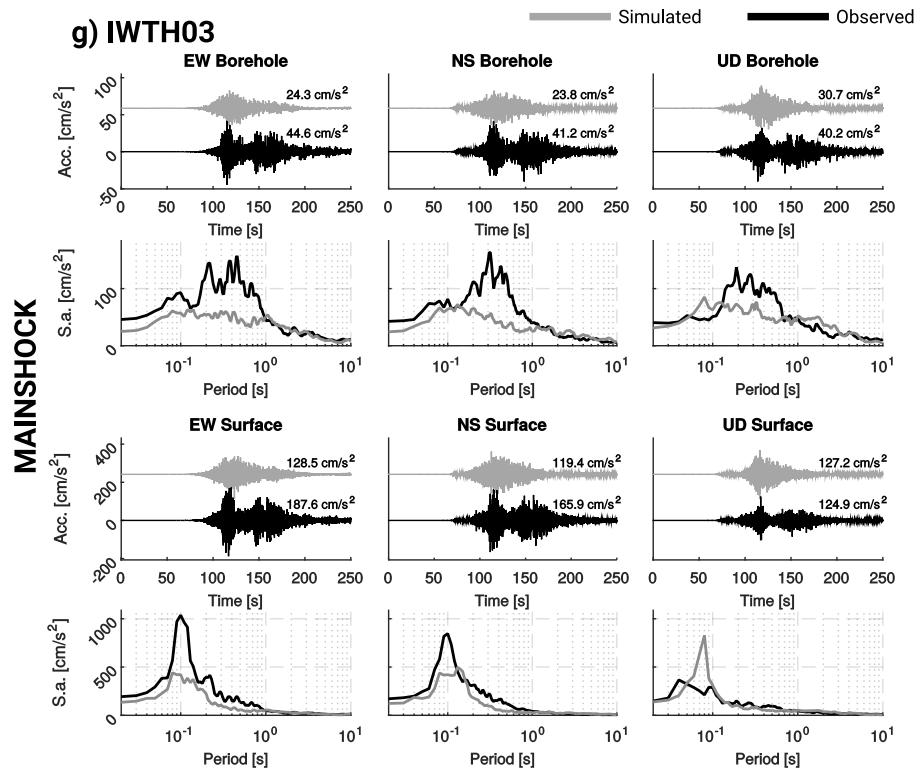 g) IWTH03
Simulated Observed
MAINSHOCK
EW Borehole NS Borehole UD Borehole
Acc. [cm/s²]
100
50
0
-50
24.3 cm/s² 23.8 cm/s² 30.7 cm/s²
44.6 cm/s² 41.2 cm/s² 40.2 cm/s²
0 50 100 150 200 250 0 50 100 150 200 250 0 50 100 150 200 250
Time [s] Time [s] Time [s]
S.a. [cm/s²]
100
0
10⁻¹ 10⁰ 10¹ 10⁻¹ 10⁰ 10¹ 10⁻¹ 10⁰ 10¹
Period [s] Period [s] Period [s]
EW Surface NS Surface UD Surface
Acc. [cm/s²]
400
200
0
-200
128.5 cm/s² 119.4 cm/s² 127.2 cm/s²
187.6 cm/s² 165.9 cm/s² 124.9 cm/s²
0 50 100 150 200 250 0 50 100 150 200 250 0 50 100 150 200 250
Time [s] Time [s] Time [s]
S.a. [cm/s²]
1000
500
0
10⁻¹ 10⁰ 10¹ 10⁻¹ 10⁰ 10¹ 10⁻¹ 10⁰ 10¹
Period [s] Period [s] Period [s]